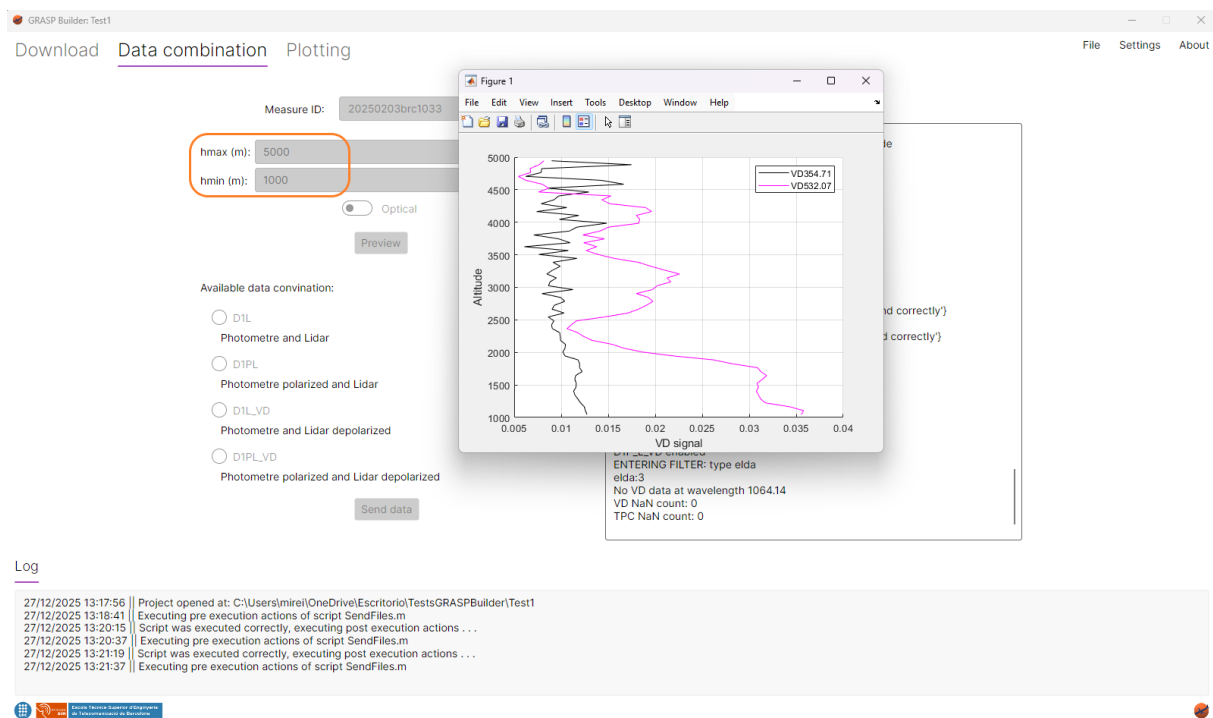 GRASP Builder: Test1
Download Data combination Plotting
File Settings About
Measure ID: 20250203brc1033
hmax (m): 5000
hmin (m): 1000
Optical
Preview
Available data convination:
D1L
Photometre and Lidar
D1PL
Photometre polarized and Lidar
D1L_VD
Photometre and Lidar depolarized
D1PL_VD
Photometre polarized and Lidar depolarized
Send data
Figure 1
File Edit View Insert Tools Desktop Window Help
VD354.71
VD532.07
5000
4500
4000
3500
3000
2500
2000
1500
1000
Altitude
0.005 0.01 0.015 0.02 0.025 0.03 0.035 0.04
VD signal
nd correctly'}
d correctly'}
ENTERING FILTER: type elda
elda:3
No VD data at wavelength 1064.14
VD NaN count: 0
TPC NaN count: 0
Log
27/12/2025 13:17:56 || Project opened at: C:\Users\mirei\OneDrive\Escritorio\TestsGRASPBuilder\Test1
27/12/2025 13:18:41 || Executing pre execution actions of script SendFiles.m
27/12/2025 13:20:15 || Script was executed correctly, executing post execution actions . . .
27/12/2025 13:20:37 || Executing pre execution actions of script SendFiles.m
27/12/2025 13:21:19 || Script was executed correctly, executing post execution actions . . .
27/12/2025 13:21:37 || Executing pre execution actions of script SendFiles.m
Escola Tècnica Superior d'Enginyeria
de Telecomunicació de Barcelona